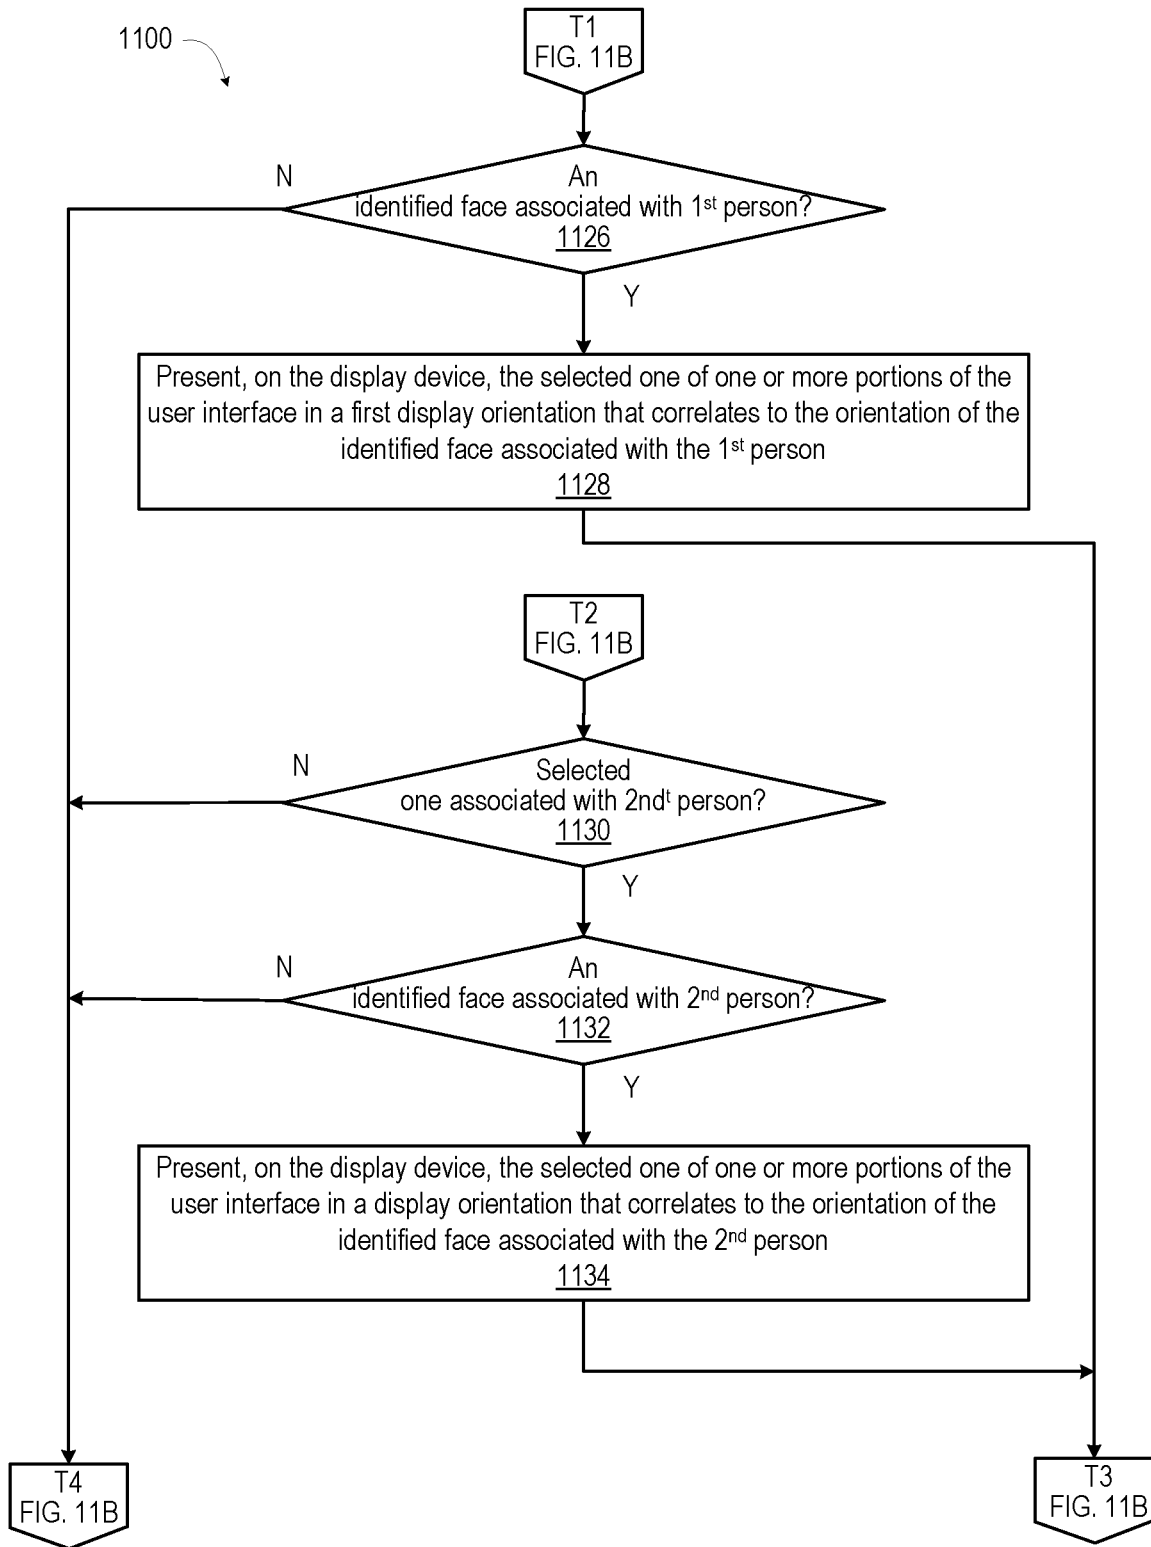 1100
T1
FIG. 11B
N
An
identified face associated with 1st person?
1126
Y
Present, on the display device, the selected one of one or more portions of the
user interface in a first display orientation that correlates to the orientation of the
identified face associated with the 1st person
1128
T2
FIG. 11B
N
Selected
one associated with 2ndt person?
1130
Y
N
An
identified face associated with 2nd person?
1132
Y
Present, on the display device, the selected one of one or more portions of the
user interface in a display orientation that correlates to the orientation of the
identified face associated with the 2nd person
1134
T4
FIG. 11B
T3
FIG. 11B